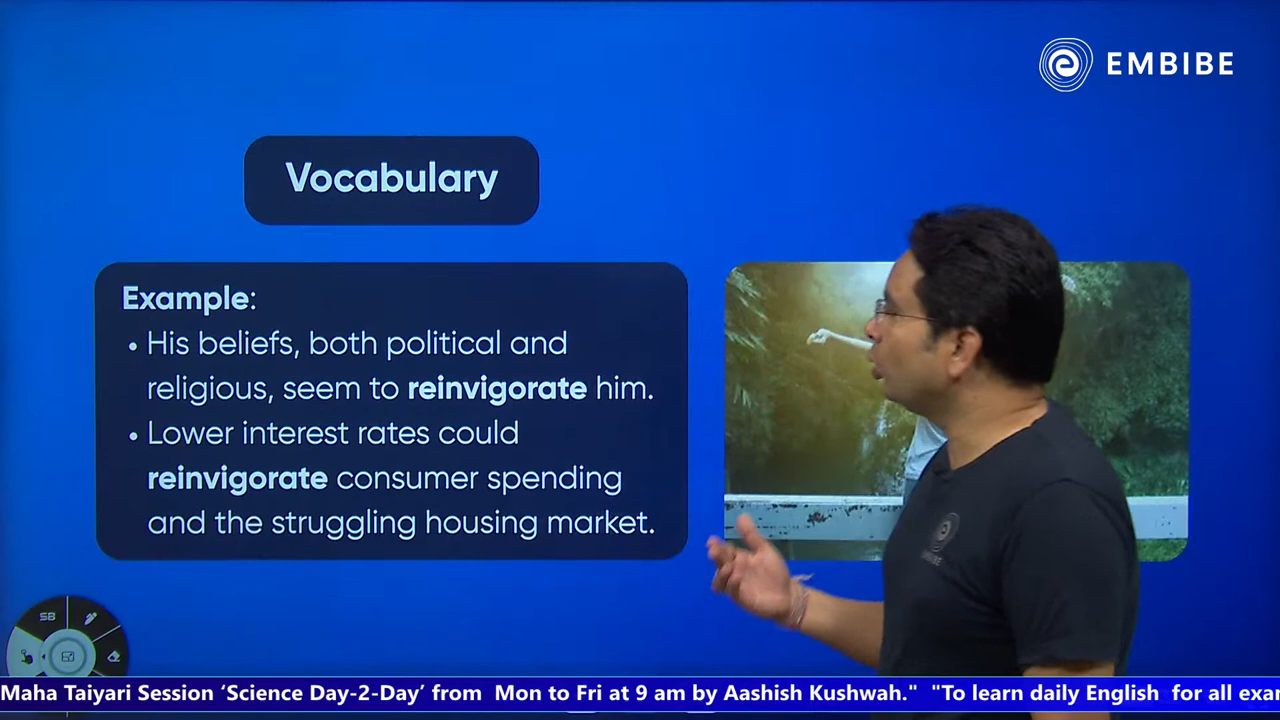 EMBIBE
Vocabulary
Example:
• His beliefs, both political and
religious, seem to reinvigorate him.
• Lower interest rates could
reinvigorate consumer spending
and the struggling housing market.
EMBIBE
SB
Maha Taiyari Session ‘Science Day-2-Day’ from Mon to Fri at 9 am by Aashish Kushwah." "To learn daily English for all exa